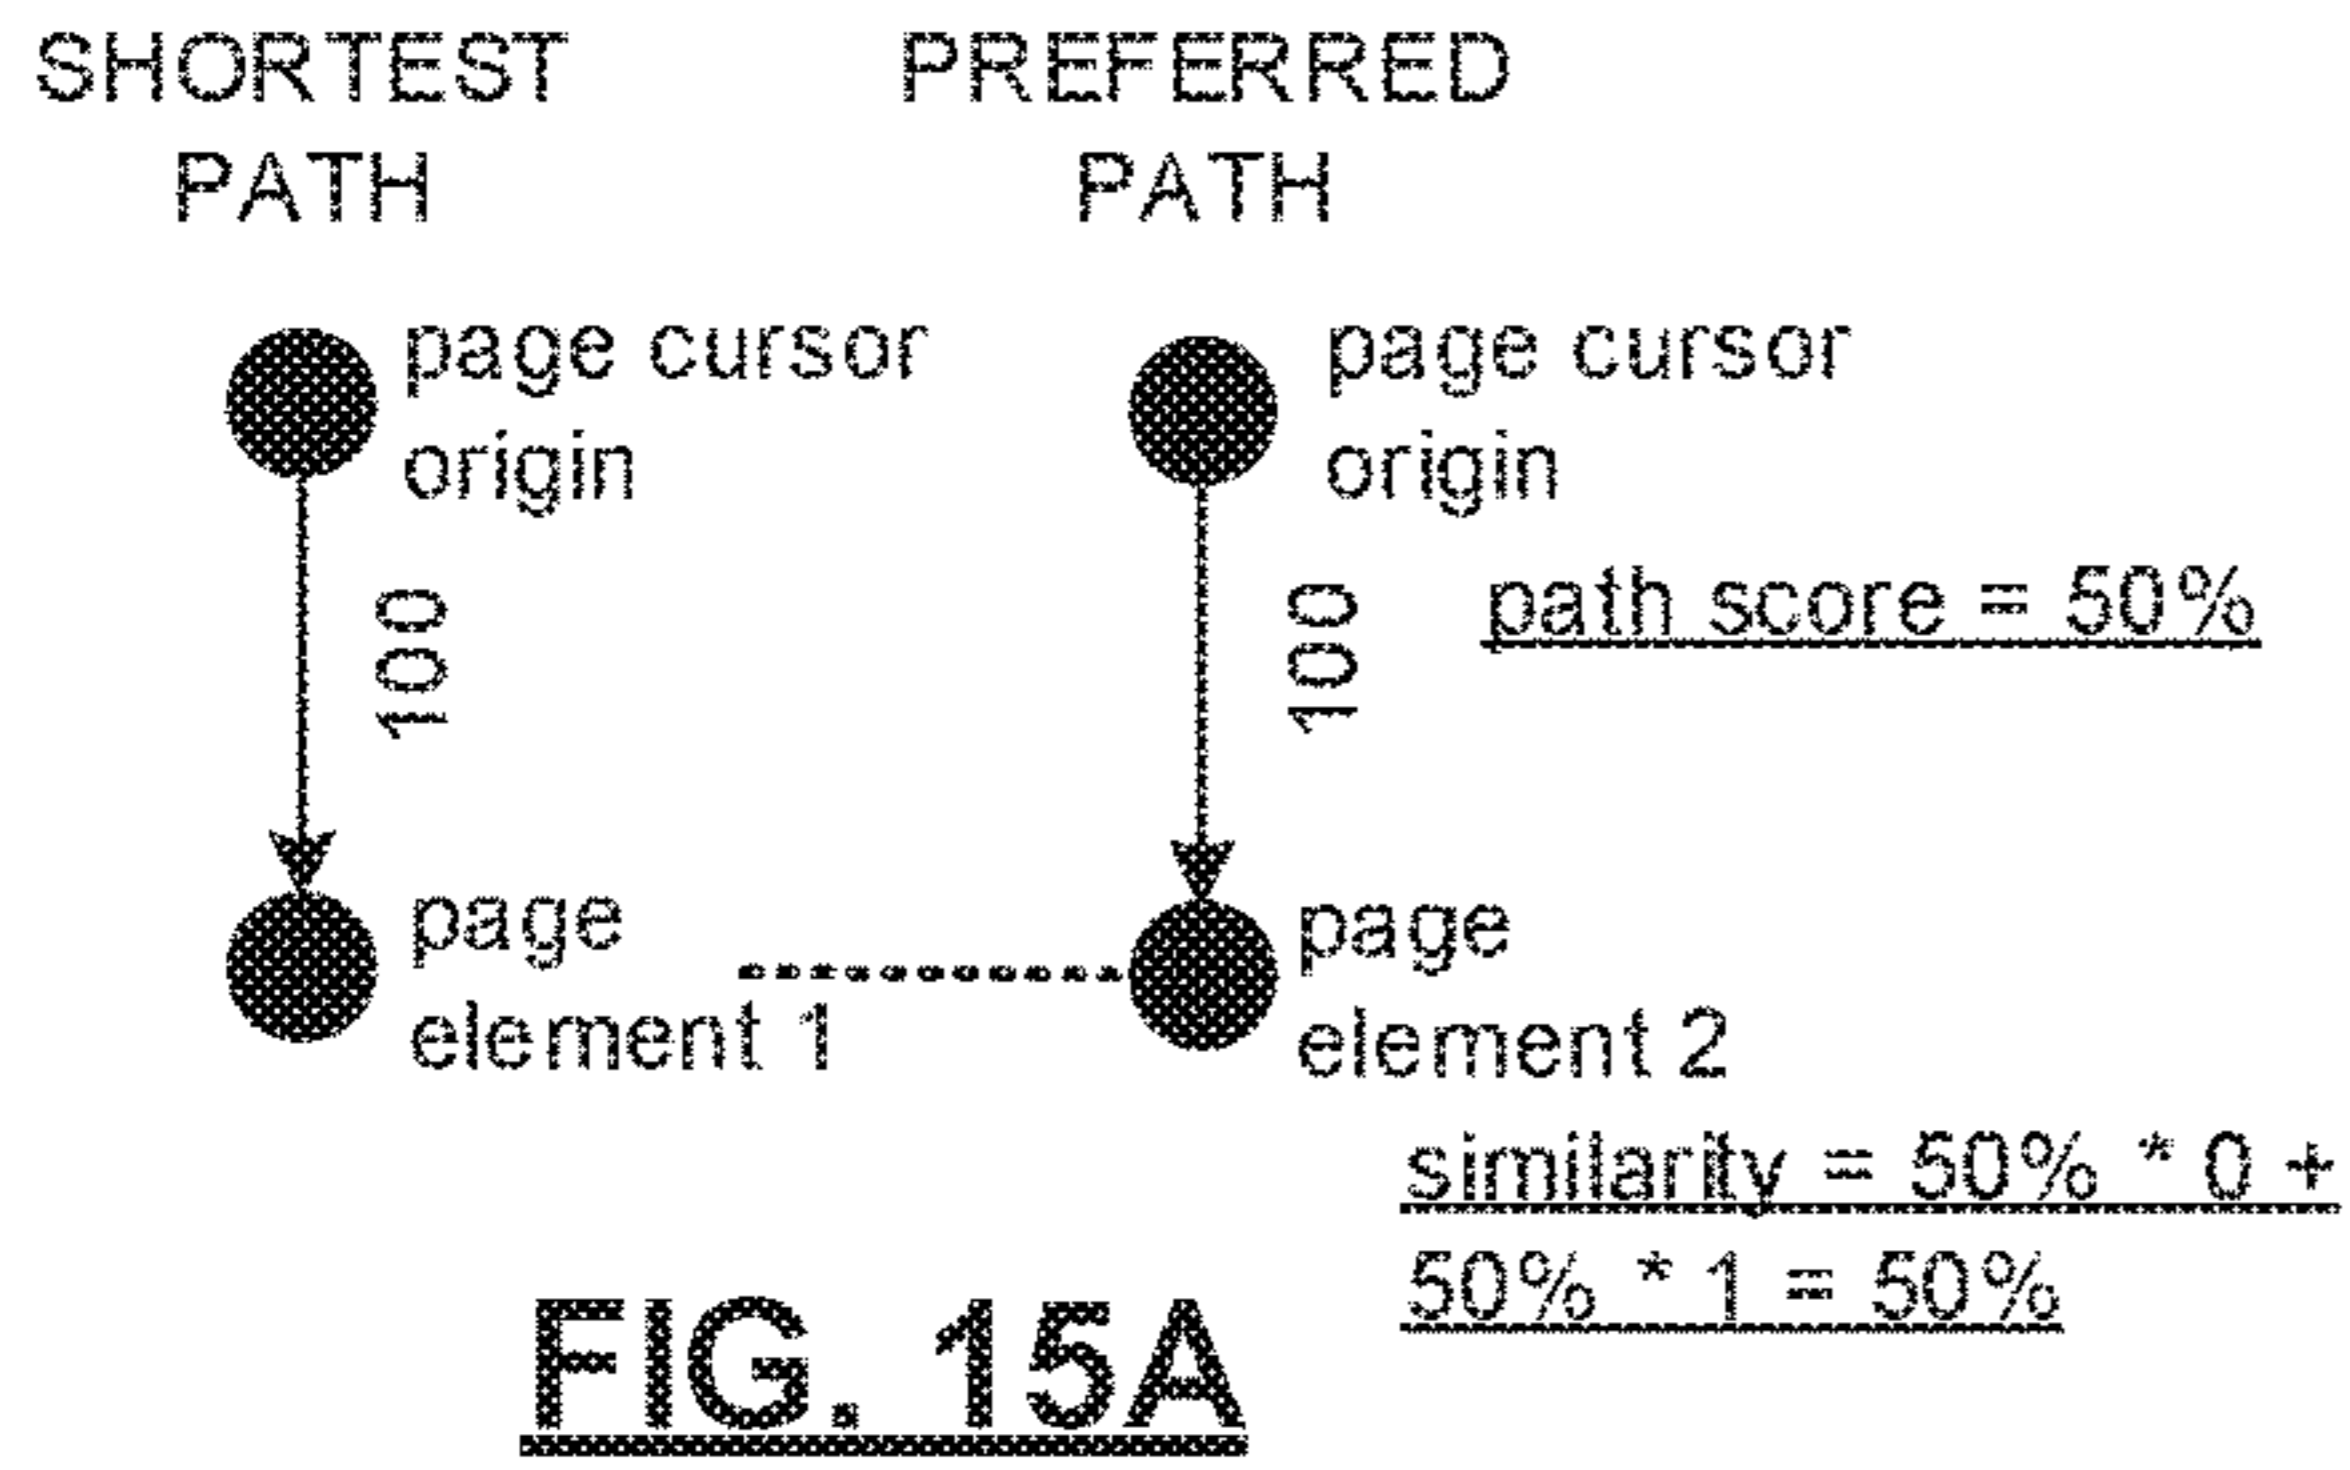 SHORTEST
PATH
PREFERRED
PATH
page cursor
origin
100
page
element 1
page cursor
origin
100
path score = 50%
page
element 2
similarity = 50% * 0 +
50% * 1 = 50%
FIG. 15A